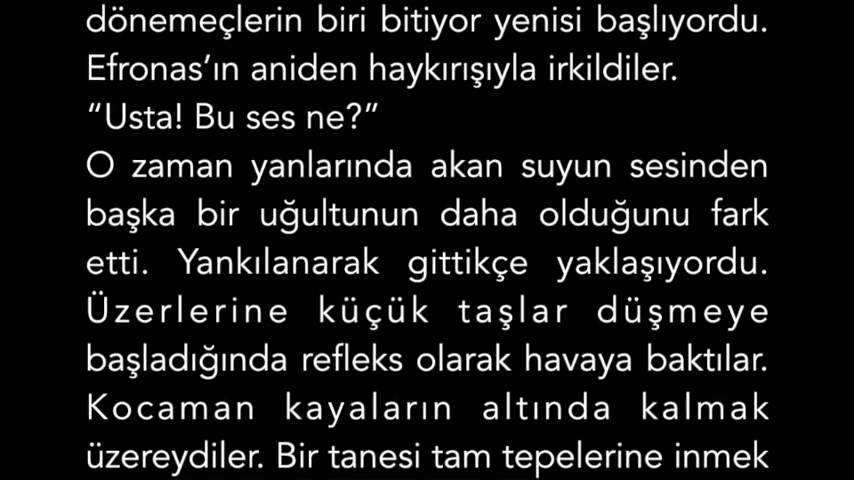 dönemeçlerin biri bitiyor yenisi başlıyordu.
Efronas’ın aniden haykırışıyla irkildiler.
“Usta! Bu ses ne?”
O zaman yanlarında akan suyun sesinden
başka bir uğultunun daha olduğunu fark
etti. Yankılanarak gittikçe yaklaşıyordu.
Üzerlerine küçük taşlar düşmeye
başladığında refleks olarak havaya baktılar.
Kocaman kayaların altında kalmak
üzereydiler. Bir tanesi tam tepelerine inmek